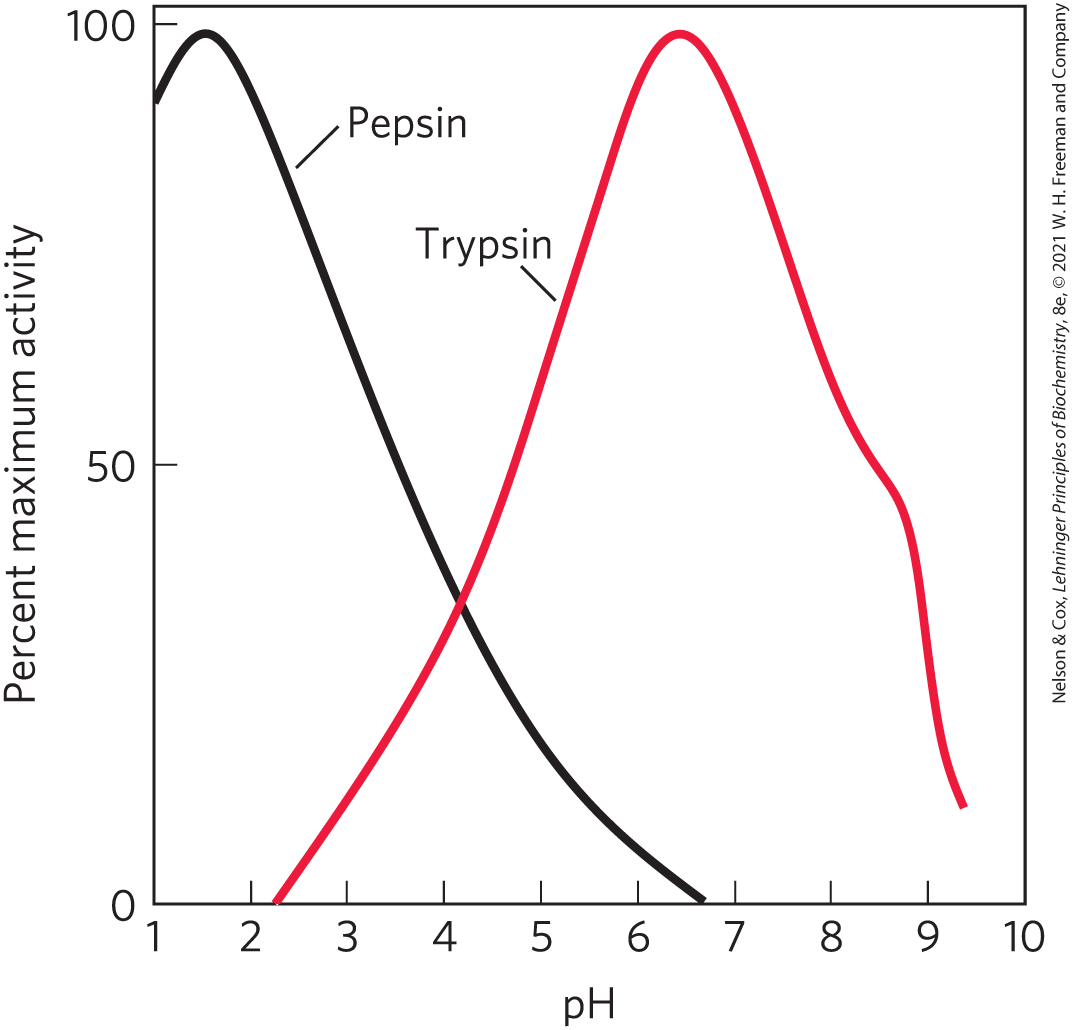 100
Pepsin
Trypsin
50
0
1 2 3 4 5 6 7 8 9 10
pH
Percent maximum activity
Nelson & Cox, Lehninger Principles of Biochemistry, 8e, © 2021 W. H. Freeman and Company